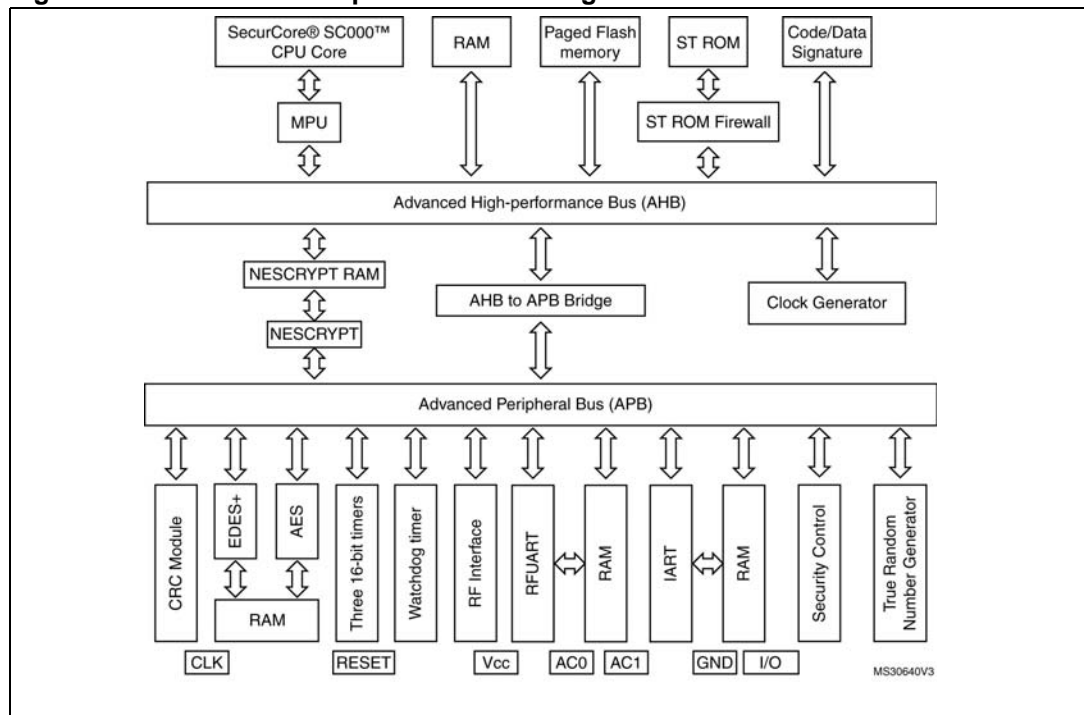 SecurCore® SC000™
CPU Core
RAM
Paged Flash
memory
ST ROM
Code/Data
Signature
MPU
ST ROM Firewall
Advanced High-performance Bus (AHB)
NESCRYPT RAM
AHB to APB Bridge
Clock Generator
NESCRYPT
Advanced Peripheral Bus (APB)
CRC Module
EDES+
AES
RAM
Three 16-bit timers
Watchdog timer
RF Interface
RFUART
RAM
IART
RAM
Security Control
True Random
Number Generator
CLK
RESET
Vcc
AC0
AC1
GND
I/O
MS30640V3